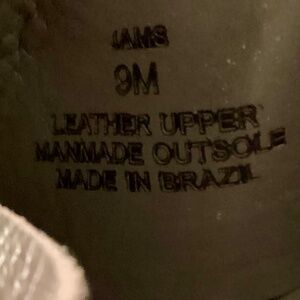 JAMS
9M
LEATHER UPPER
MANMADE OUTSOLE
MADE IN BRAZIL